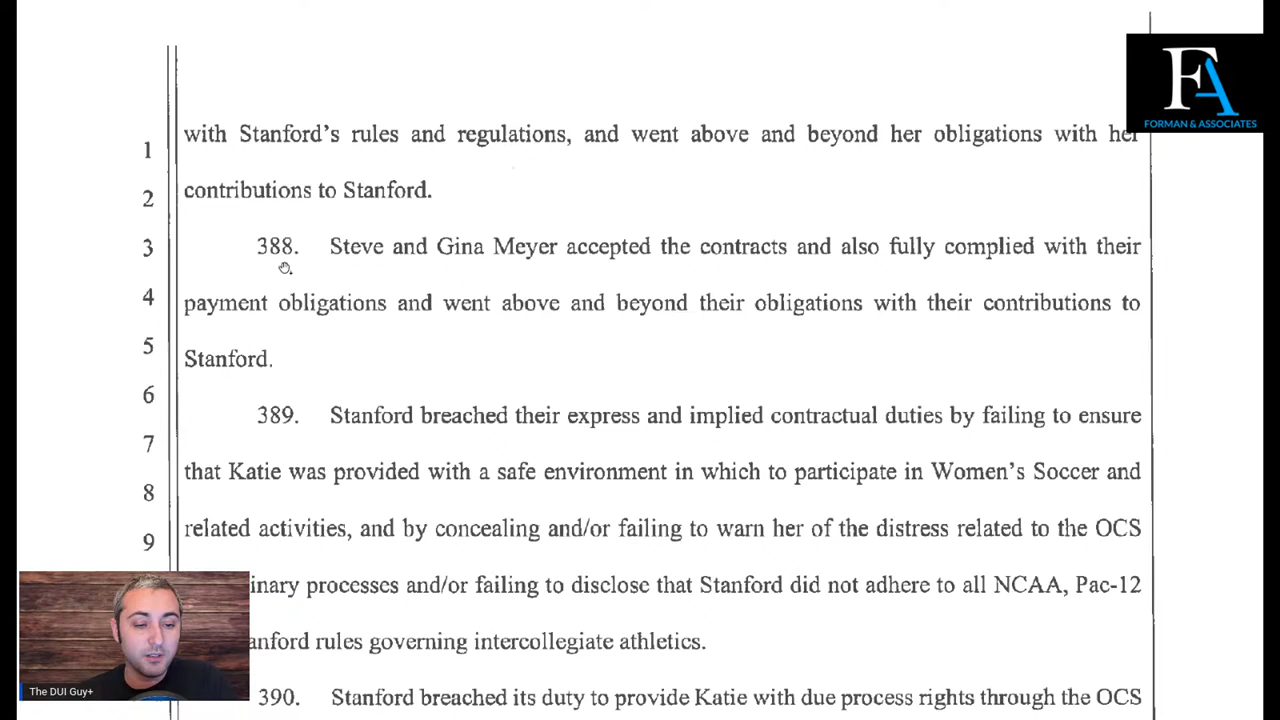 FA
FORMAN & ASSOCIATES
with Stanford's rules and regulations, and went above and beyond her obligations with her
1
contributions to Stanford.
2
388. Steve and Gina Meyer accepted the contracts and also fully complied with their
3
payment obligations and went above and beyond their obligations with their contributions to
4
Stanford.
5
6
389. Stanford breached their express and implied contractual duties by failing to ensure
7
that Katie was provided with a safe environment in which to participate in Women's Soccer and
8
related activities, and by concealing and/or failing to warn her of the distress related to the OCS
9
inary processes and/or failing to disclose that Stanford did not adhere to all NCAA, Pac-12
anford rules governing intercollegiate athletics.
390. Stanford breached its duty to provide Katie with due process rights through the OCS
The DUI Guy+